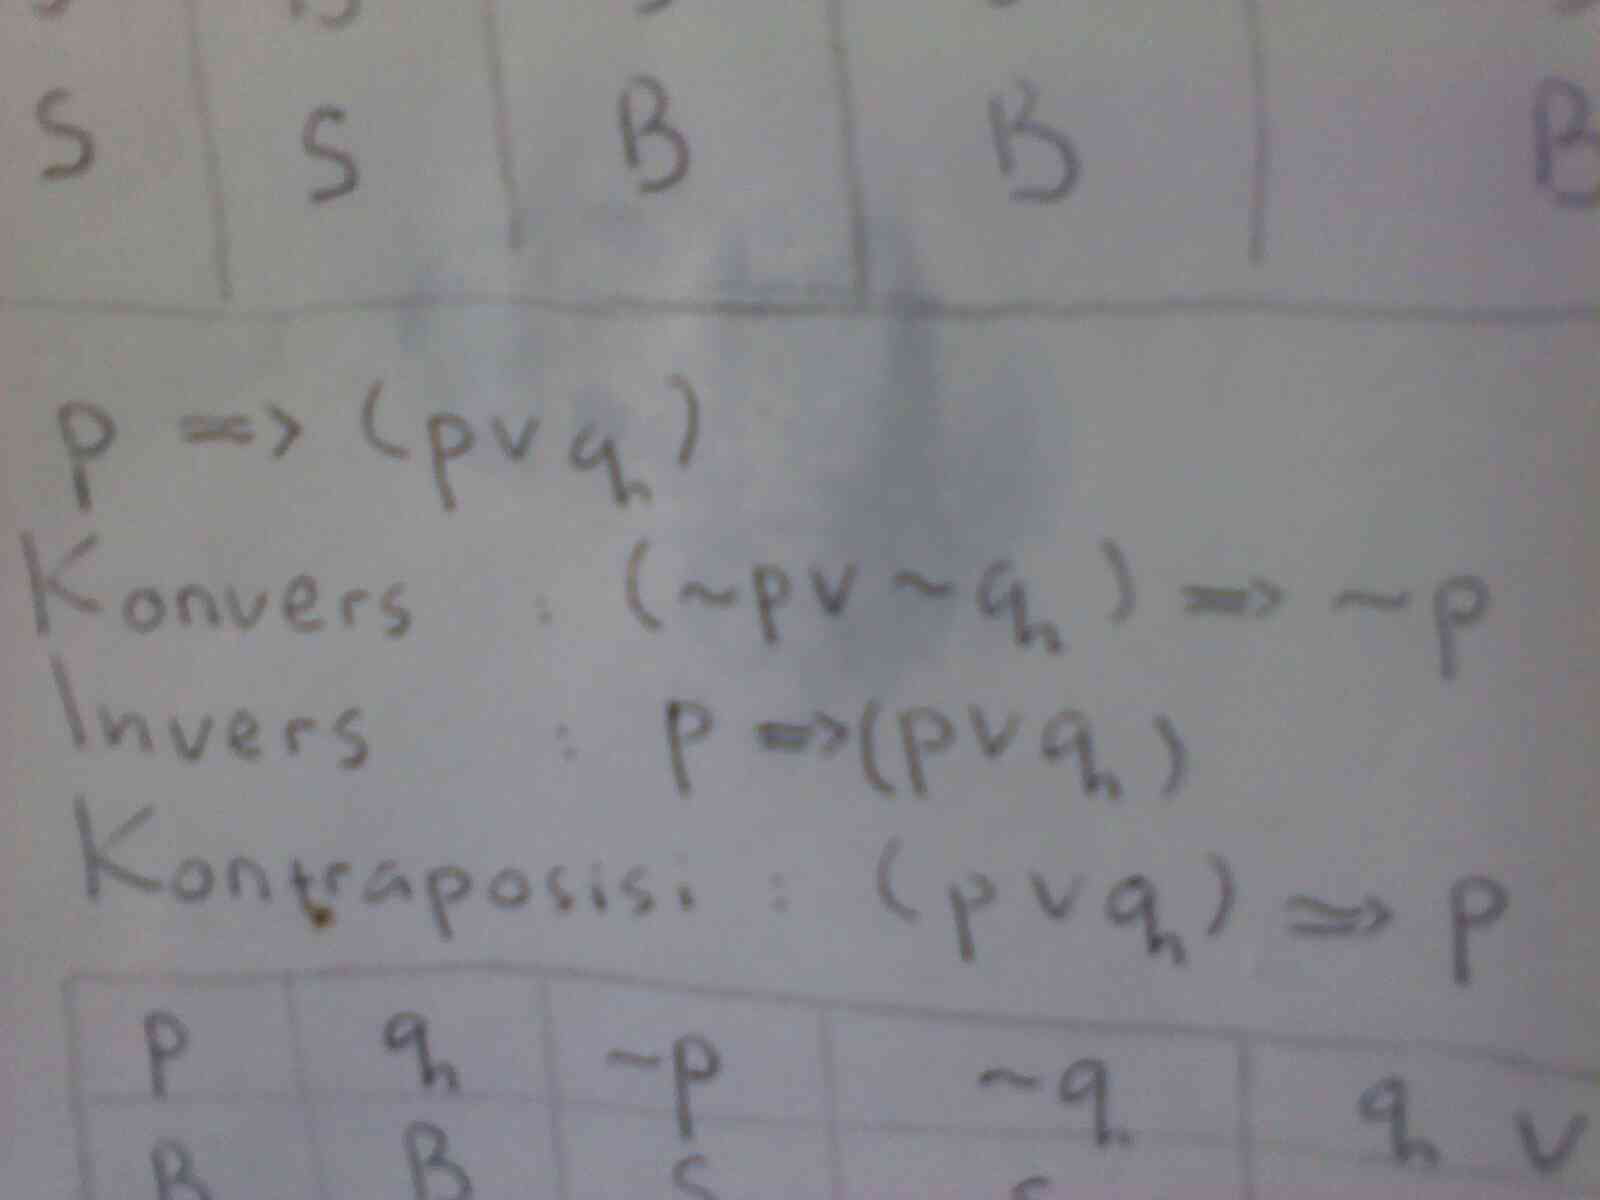 S S B B B
p => (p v q)
Konvers : (~p v ~q) => ~p
Invers : p => (p v q)
Kontraposisi : (p v q) => p
p q ~p ~q q v
B B S S